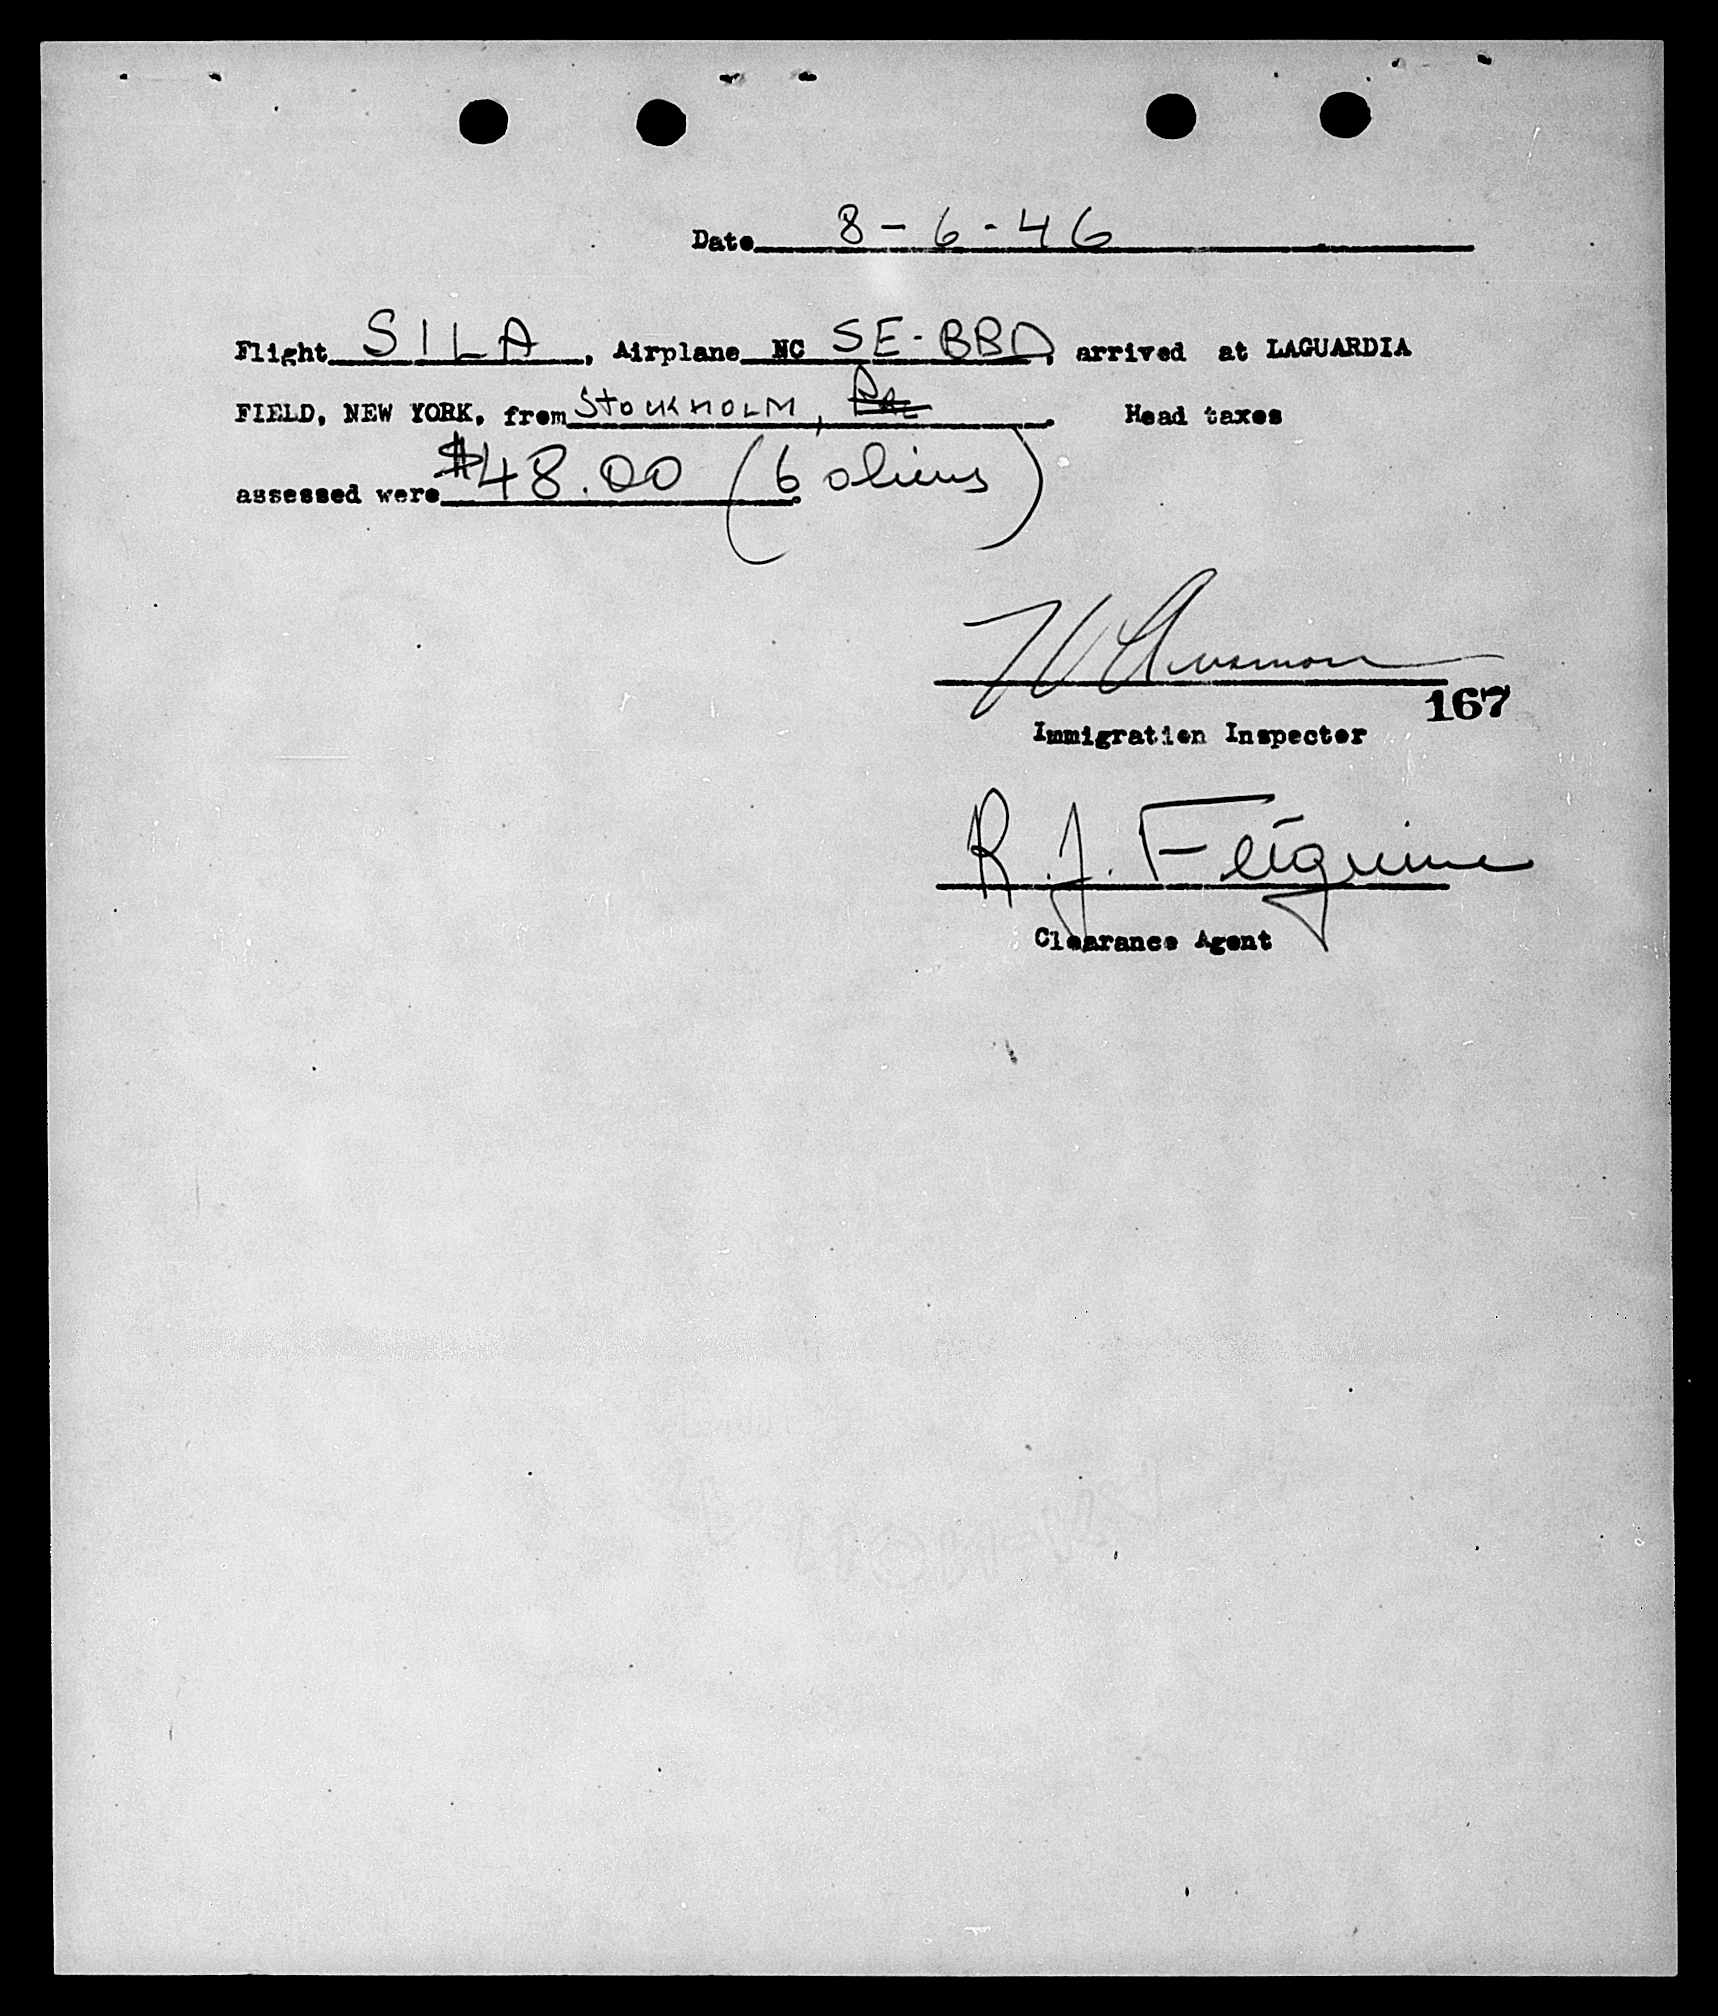 Date 8-6-46
Flight SILA, Airplane NC SE-BBD, arrived at LAGUARDIA
FIELD, NEW YORK, from STOCKHOLM,. Head taxes
assessed were $48.00 (6 aliens).
167
Immigration Inspector
R. J.
Clearance Agent